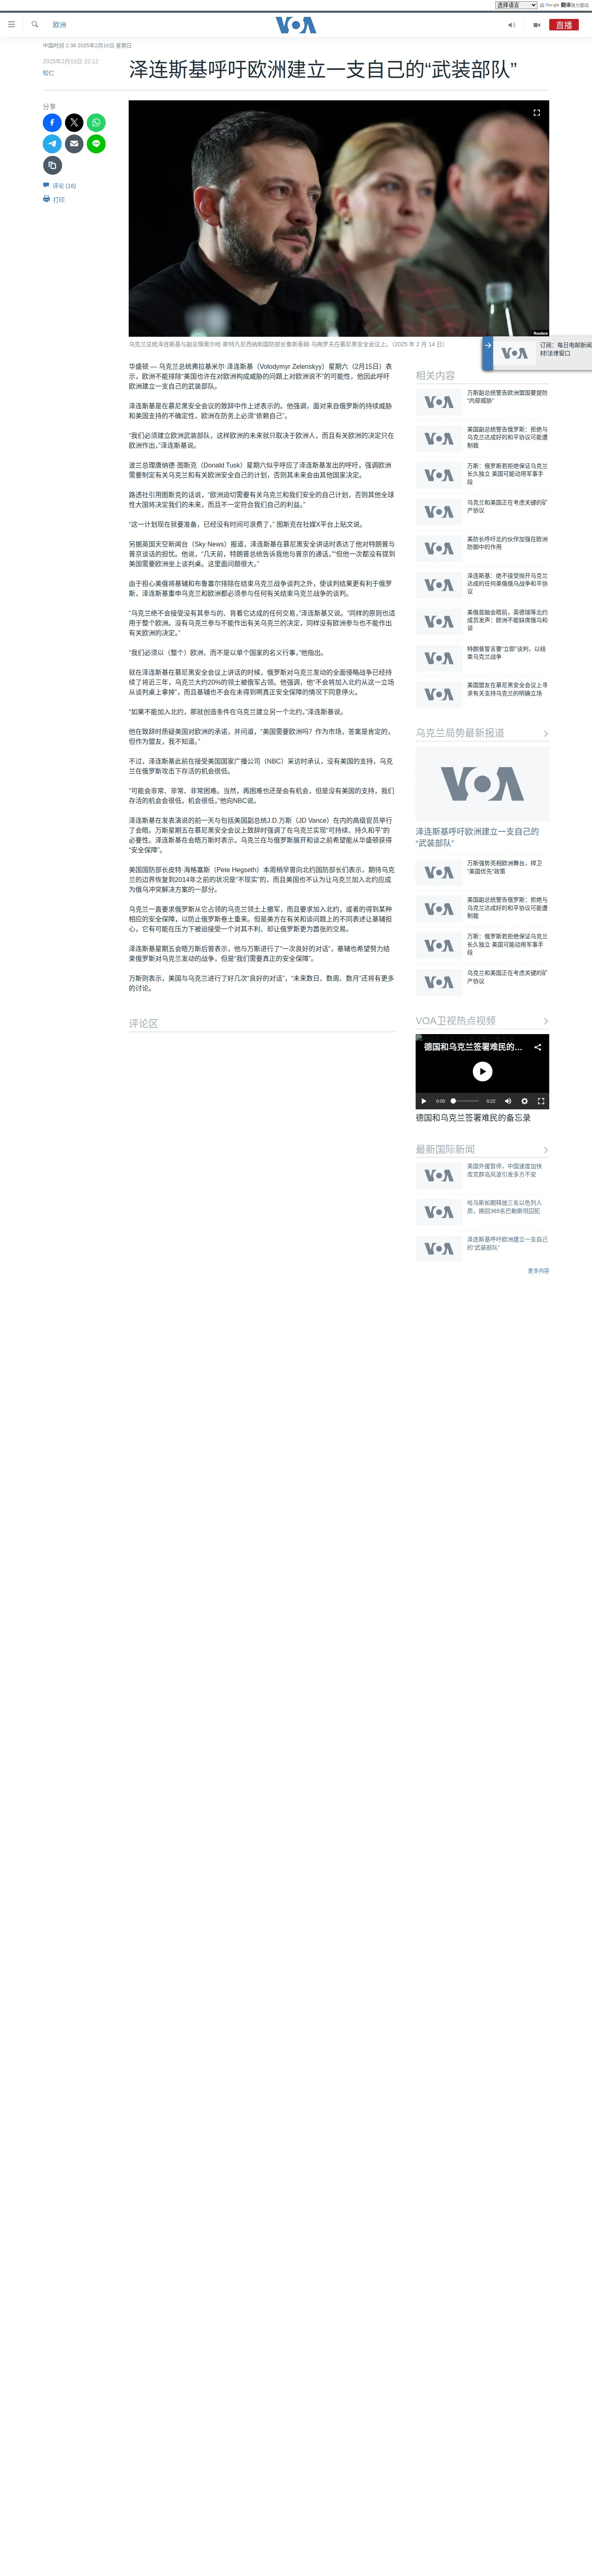 选择语言
由 Google 翻译强力驱动
欧洲
VOA
直播
中国时间 2:36 2025年2月16日 星期日
2025年2月15日 22:12
松仁
泽连斯基呼吁欧洲建立一支自己的“武装部队”
分享
评论 (16)
打印
Reuters
乌克兰总统泽连斯基与副总理奥尔哈·斯特凡尼西纳和国防部长鲁斯泰姆·乌梅罗夫在慕尼黑安全会议上。（2025 年 2 月 14 日）
华盛顿 — 乌克兰总统弗拉基米尔·泽连斯基（Volodymyr Zelenskyy）星期六（2月15日）表
示，欧洲不能排除“美国也许在对欧洲构成威胁的问题上对欧洲说不”的可能性，他因此呼吁
欧洲建立一支自己的武装部队。
泽连斯基是在慕尼黑安全会议的致辞中作上述表示的。他强调，面对来自俄罗斯的持续威胁
和美国支持的不确定性，欧洲在防务上必须“依赖自己”。
“我们必须建立欧洲武装部队，这样欧洲的未来就只取决于欧洲人，而且有关欧洲的决定只在
欧洲作出，”泽连斯基说。
波兰总理唐纳德·图斯克（Donald Tusk）星期六似乎呼应了泽连斯基发出的呼吁，强调欧洲
需要制定有关乌克兰和有关欧洲安全自己的计划，否则其未来会由其他国家决定。
路透社引用图斯克的话说，“欧洲迫切需要有关乌克兰和我们安全的自己计划，否则其他全球
性大国将决定我们的未来，而且不一定符合我们自己的利益。”
“这一计划现在就要准备，已经没有时间可浪费了，” 图斯克在社媒X平台上贴文说。
另据英国天空新闻台（Sky News）报道，泽连斯基在慕尼黑安全讲话时表达了他对特朗普与
普京谈话的担忧。他说，“几天前，特朗普总统告诉我他与普京的通话，”“但他一次都没有提到
美国需要欧洲坐上谈判桌。这里面问题很大。”
由于担心美俄将基辅和布鲁塞尔排除在结束乌克兰战争谈判之外，使谈判结果更有利于俄罗
斯，泽连斯基重申乌克兰和欧洲都必须参与任何有关结束乌克兰战争的谈判。
“乌克兰绝不会接受没有其参与的、背着它达成的任何交易，”泽连斯基又说。“同样的原则也适
用于整个欧洲。没有乌克兰参与不能作出有关乌克兰的决定，同样没有欧洲参与也不能作出
有关欧洲的决定。”
“我们必须以（整个）欧洲、而不是以单个国家的名义行事，”他指出。
就在泽连斯基在慕尼黑安全会议上讲话的时候，俄罗斯对乌克兰发动的全面侵略战争已经持
续了将近三年，乌克兰大约20%的领土被俄军占领。他强调，他“不会将加入北约从这一立场
从谈判桌上拿掉”，而且基辅也不会在未得到啊真正安全保障的情况下同意停火。
“如果不能加入北约，那就创造条件在乌克兰建立另一个北约，”泽连斯基说。
他在致辞时质疑美国对欧洲的承诺，并问道，“美国需要欧洲吗？作为市场，答案是肯定的，
但作为盟友，我不知道。”
不过，泽连斯基此前在接受美国国家广播公司（NBC）采访时承认，没有美国的支持，乌克
兰在俄罗斯攻击下存活的机会很低。
“可能会非常、非常、非常困难。当然，再困难也还是会有机会，但是没有美国的支持，我们
存活的机会会很低，机会很低，”他向NBC说。
泽连斯基在发表演说的前一天与包括美国副总统J.D.万斯（JD Vance）在内的高级官员举行
了会晤。万斯星期五在慕尼黑安全会议上致辞时强调了在乌克兰实现“可持续、持久和平”的
必要性。泽连斯基在会晤万斯时表示，乌克兰在与俄罗斯展开和谈之前希望能从华盛顿获得
“安全保障”。
美国国防部长皮特·海格塞斯（Pete Hegseth）本周稍早曾向北约国防部长们表示，期待乌克
兰的边界恢复到2014年之前的状况是“不现实”的，而且美国也不认为让乌克兰加入北约应成
为俄乌冲突解决方案的一部分。
乌克兰一直要求俄罗斯从它占领的乌克兰领土上撤军，而且要求加入北约，或者的得到某种
相应的安全保障，以防止俄罗斯卷土重来。但是美方在有关和谈问题上的不同表述让基辅担
心，它有可能在压力下被迫接受一个对其不利、却让俄罗斯更为嚣张的交易。
泽连斯基星期五会晤万斯后曾表示，他与万斯进行了“一次良好的对话”，基辅也希望努力结
束俄罗斯对乌克兰发动的战争，但是“我们需要真正的安全保障”。
万斯则表示，美国与乌克兰进行了好几次“良好的对话”，“未来数日、数周、数月”还将有更多
的讨论。
评论区
订阅：每日电邮新闻
材/法律窗口
相关内容
万斯副总统警告欧洲盟国要提防
“内部威胁”
美国副总统警告俄罗斯：拒绝与
乌克兰达成好的和平协议可能遭
制裁
万斯：俄罗斯若拒绝保证乌克兰
长久独立 美国可能动用军事手
段
乌克兰和美国正在考虑关键的矿
产协议
美防长呼吁北约伙伴加强在欧洲
防御中的作用
泽连斯基：绝不接受抛开乌克兰
达成的任何美俄俄乌战争和平协
议
美俄首脑会晤前，英德瑞等北约
成员发声：欧洲不能缺席俄乌和
谈
特朗普誓言要“立即”谈判，以结
束乌克兰战争
美国盟友在慕尼黑安全会议上寻
求有关支持乌克兰的明确立场
乌克兰局势最新报道
泽连斯基呼吁欧洲建立一支自己的
“武装部队”
万斯强势亮相欧洲舞台，捍卫
“美国优先”政策
美国副总统警告俄罗斯：拒绝与
乌克兰达成好的和平协议可能遭
制裁
万斯：俄罗斯若拒绝保证乌克兰
长久独立 美国可能动用军事手
段
乌克兰和美国正在考虑关键的矿
产协议
VOA卫视热点视频
德国和乌克兰签署难民的...
0:00
0:22
德国和乌克兰签署难民的备忘录
最新国际新闻
美国外援暂停，中国速度加快
库克群岛风波引发多方不安
哈马斯如期释放三名以色列人
质，换回369名巴勒斯坦囚犯
泽连斯基呼吁欧洲建立一支自己
的“武装部队”
更多内容